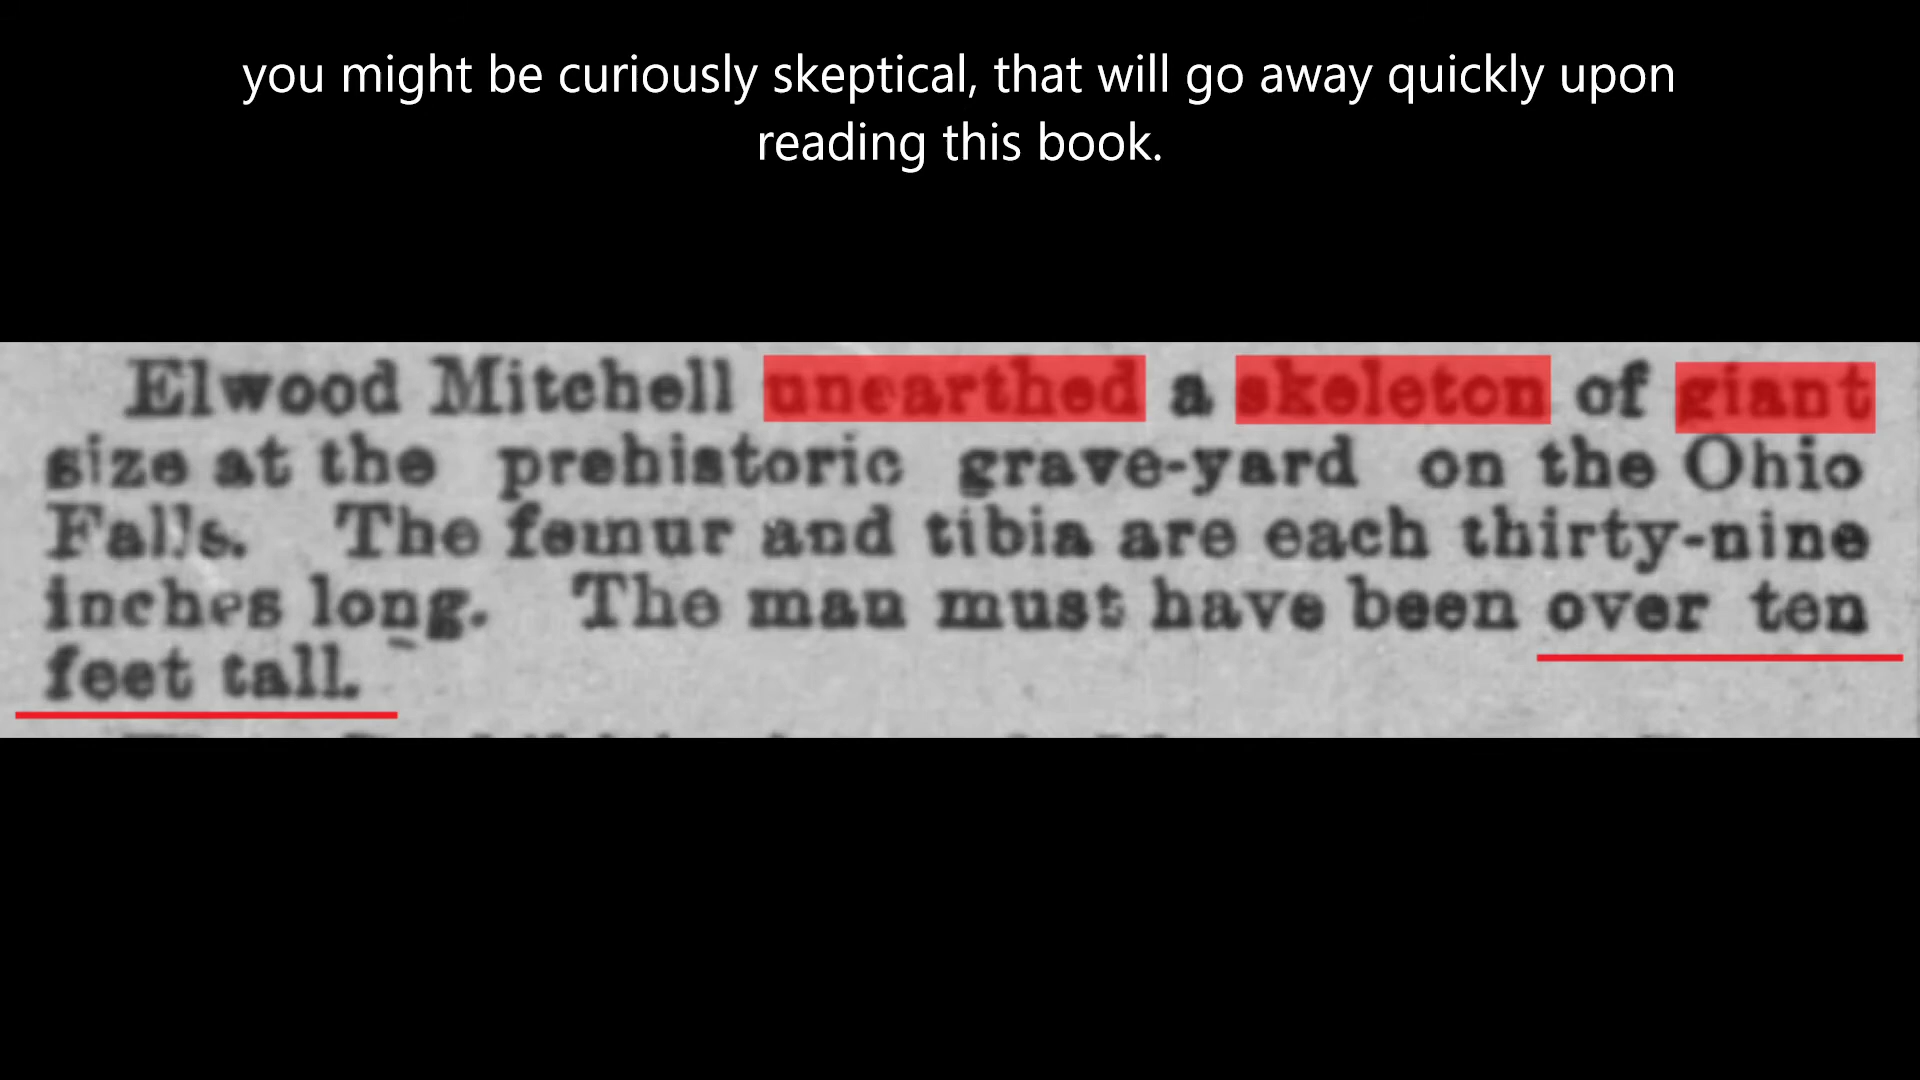 you might be curiously skeptical, that will go away quickly upon
reading this book.
Elwood Mitchell unearthed a skeleton of giant
size at the prehistoric grave-yard on the Ohio
Falls. The femur and tibia are each thirty-nine
inches long. The man must have been over ten
feet tall.